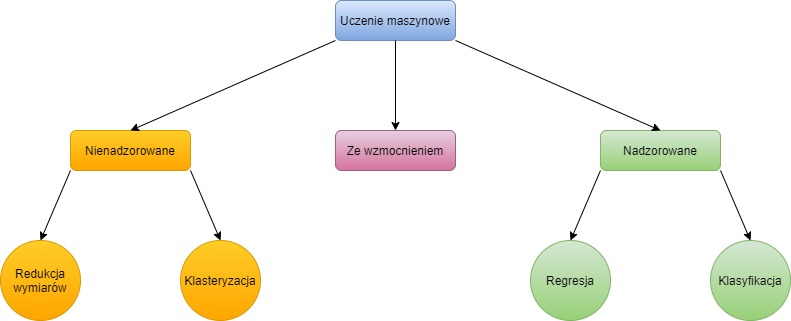 Uczenie maszynowe
Nienadzorowane
Ze wzmocnieniem
Nadzorowane
Redukcja
wymiarów
Klasteryzacja
Regresja
Klasyfikacja